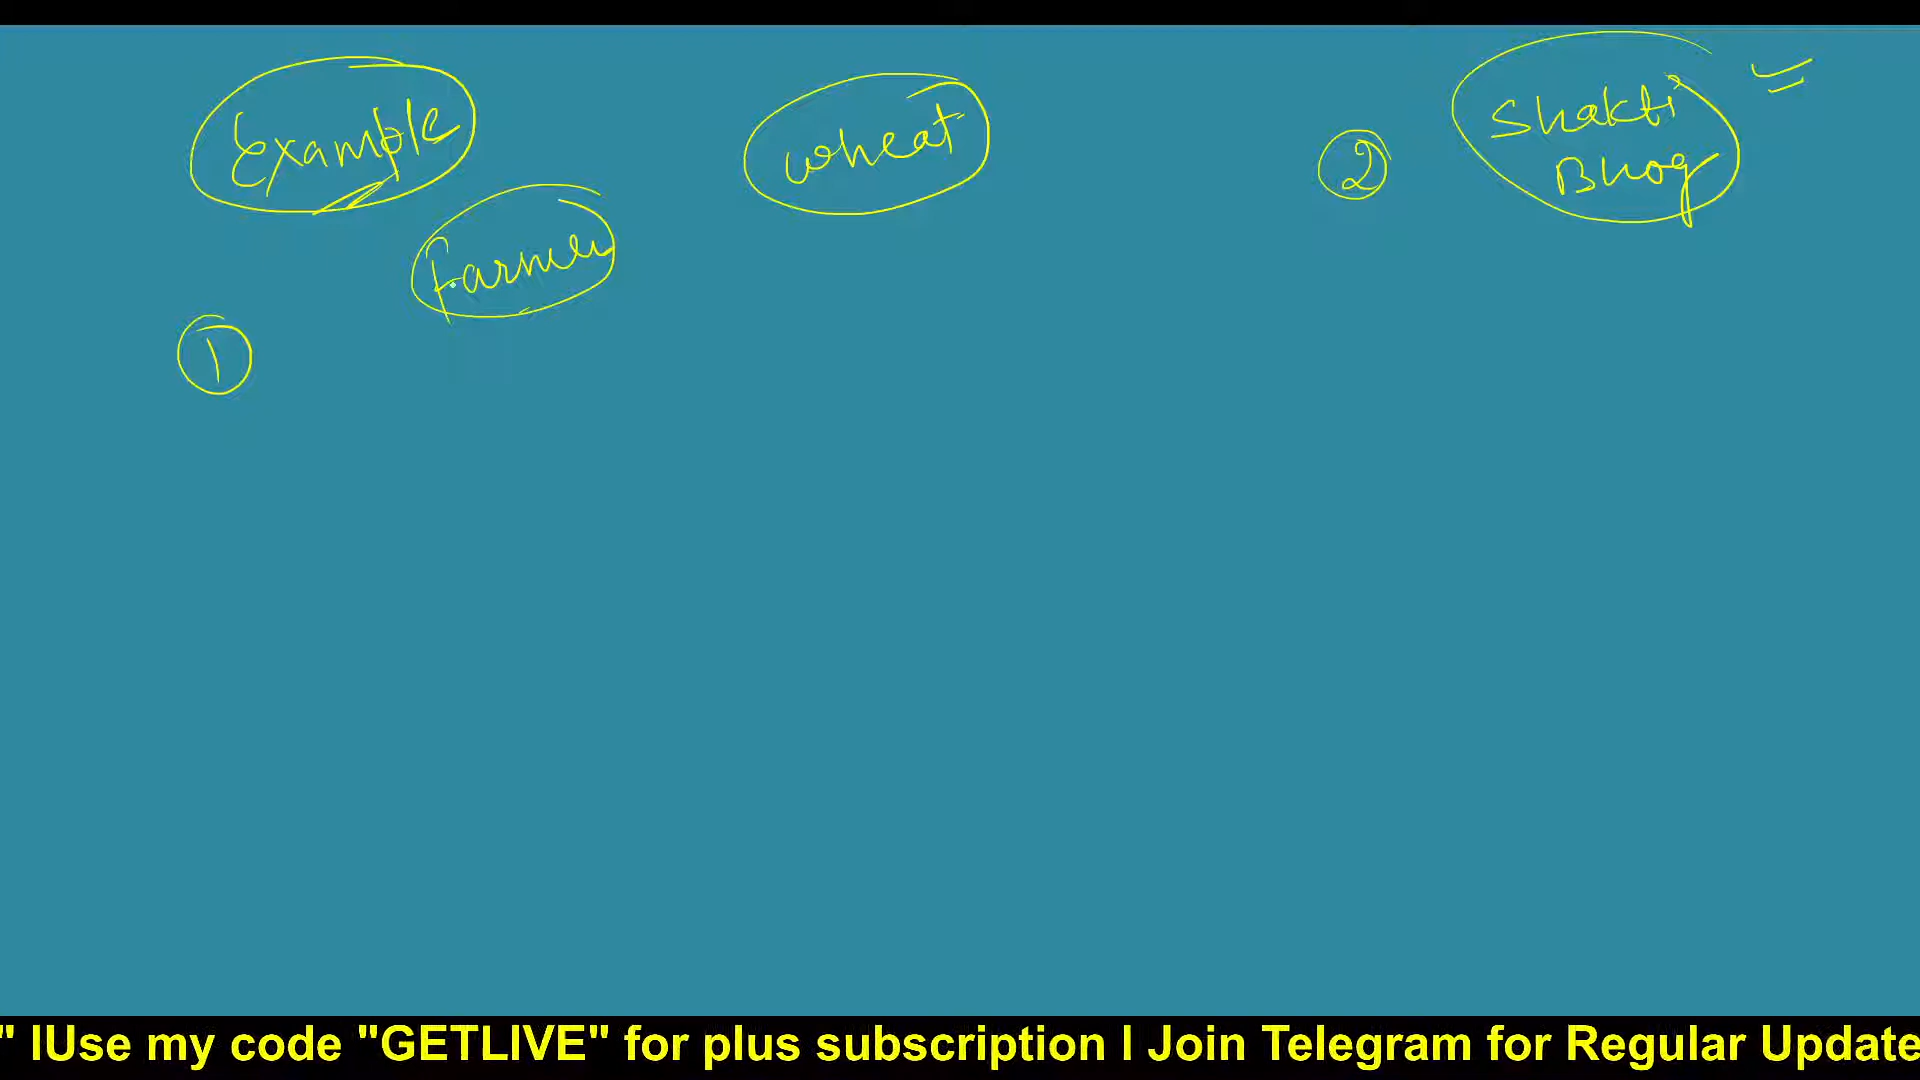 Example
wheat
②
Shakti
Bhog
farmer
①
" IUse my code "GETLIVE" for plus subscription I Join Telegram for Regular Update